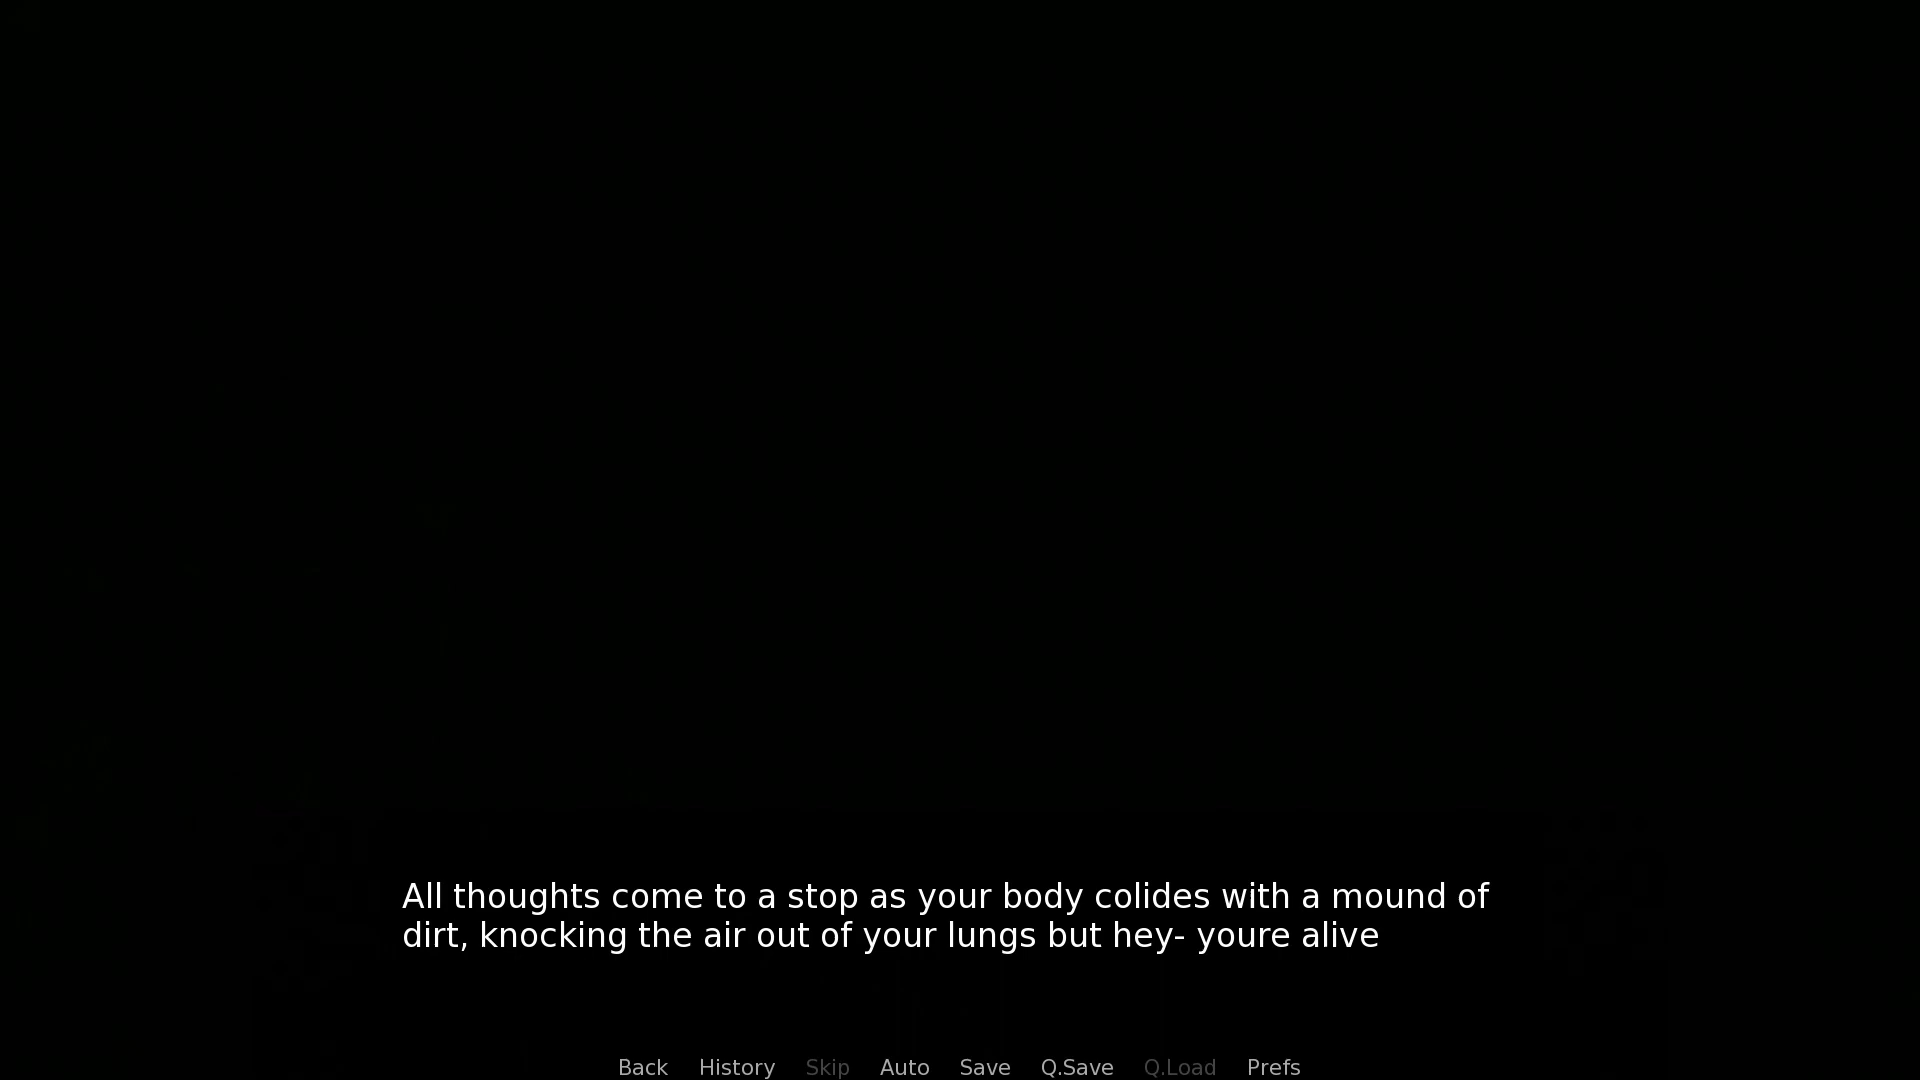 All thoughts come to a stop as your body colides with a mound of
dirt, knocking the air out of your lungs but hey- youre alive
Back History Skip Auto Save Q.Save Q.Load Prefs